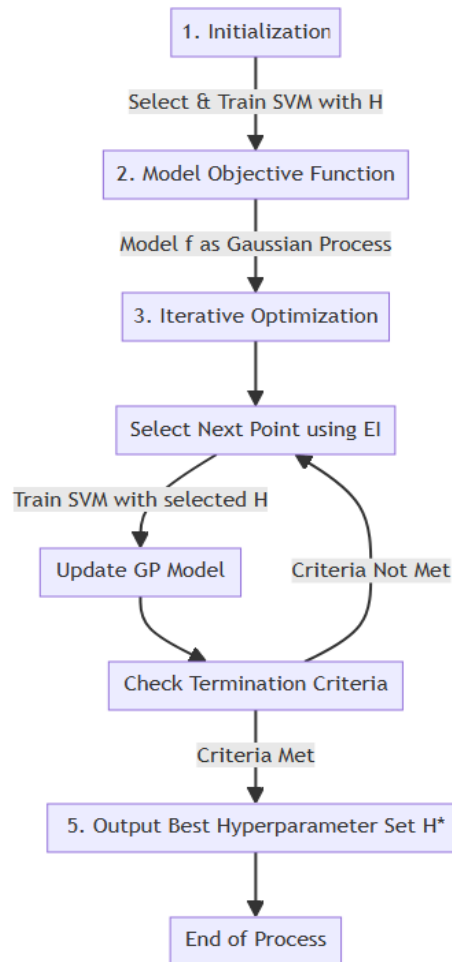 1. Initialization
Select & Train SVM with H
2. Model Objective Function
Model f as Gaussian Process
3. Iterative Optimization
Select Next Point using EI
Train SVM with selected H
Update GP Model
Criteria Not Met
Check Termination Criteria
Criteria Met
5. Output Best Hyperparameter Set H*
End of Process